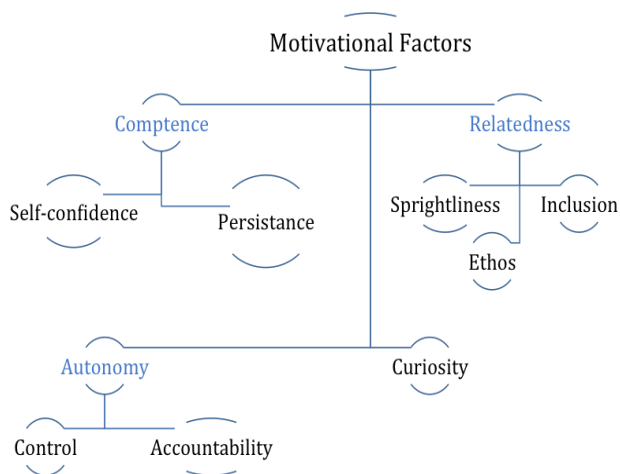 Motivational Factors
Comptence
Relatedness
Self-confidence
Persistance
Sprightliness
Inclusion
Ethos
Autonomy
Curiosity
Control
Accountability